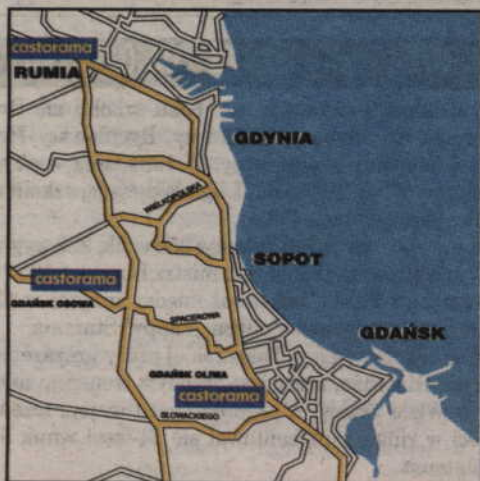 castorama
RUMIA
GDYNIA
WIELKOPOLSKA
SOPOT
castorama
GDAŃSK OSOWA
SPACEROWA
GDAŃSK
GDAŃSK OLIWA
castorama
SŁOWACKIEGO